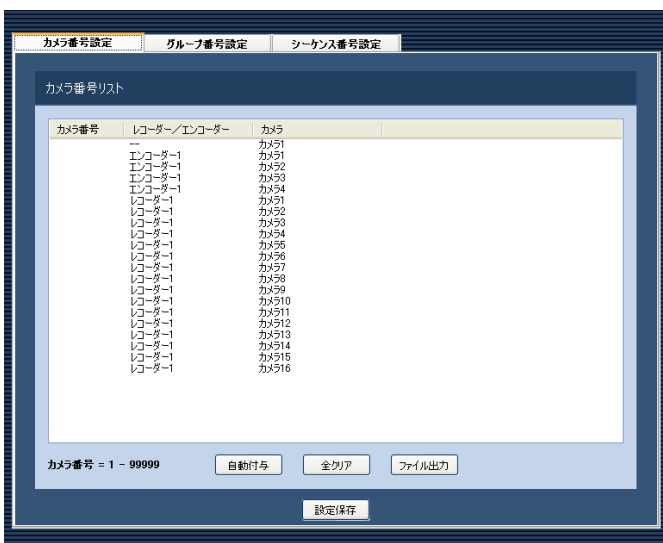 カメラ番号設定 グループ番号設定 シーケンス番号設定
カメラ番号リスト
カメラ番号 レコーダー／エンコーダー カメラ
-- カメラ1
エンコーダー1 カメラ1
エンコーダー1 カメラ2
エンコーダー1 カメラ3
エンコーダー1 カメラ4
レコーダー1 カメラ1
レコーダー1 カメラ2
レコーダー1 カメラ3
レコーダー1 カメラ4
レコーダー1 カメラ5
レコーダー1 カメラ6
レコーダー1 カメラ7
レコーダー1 カメラ8
レコーダー1 カメラ9
レコーダー1 カメラ10
レコーダー1 カメラ11
レコーダー1 カメラ12
レコーダー1 カメラ13
レコーダー1 カメラ14
レコーダー1 カメラ15
レコーダー1 カメラ16
カメラ番号 = 1 - 99999 自動付与 全クリア ファイル出力
設定保存